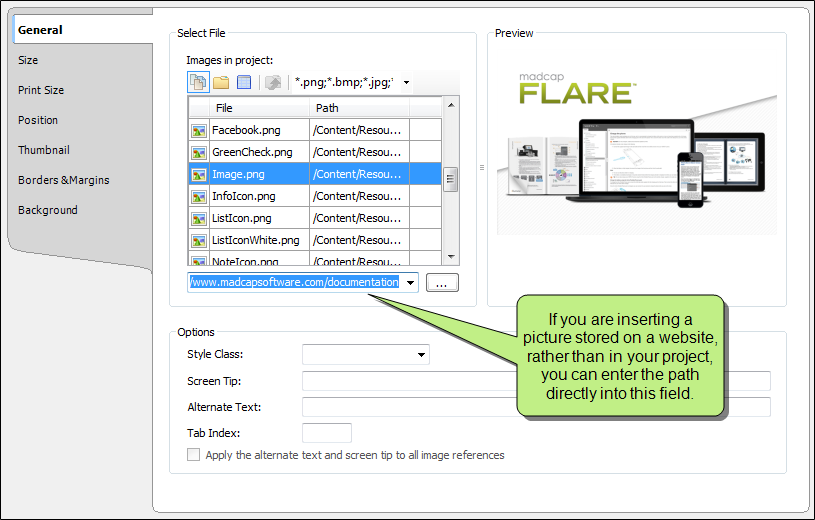 General
Size
Print Size
Position
Thumbnail
Borders &Margins
Background
Select File
Images in project:
*.png;*.bmp;*.jpg;*
File Path
Facebook.png /Content/Resou...
GreenCheck.png /Content/Resou...
Image.png /Content/Resou...
InfoIcon.png /Content/Resou...
ListIcon.png /Content/Resou...
ListIconWhite.png /Content/Resou...
NoteIcon.png /Content/Resou...
/www.madcapsoftware.com/documentation
...
Preview
madcap
FLARE™
If you are inserting a
picture stored on a website,
rather than in your project,
you can enter the path
directly into this field.
Options
Style Class:
Screen Tip:
Alternate Text:
Tab Index:
Apply the alternate text and screen tip to all image references